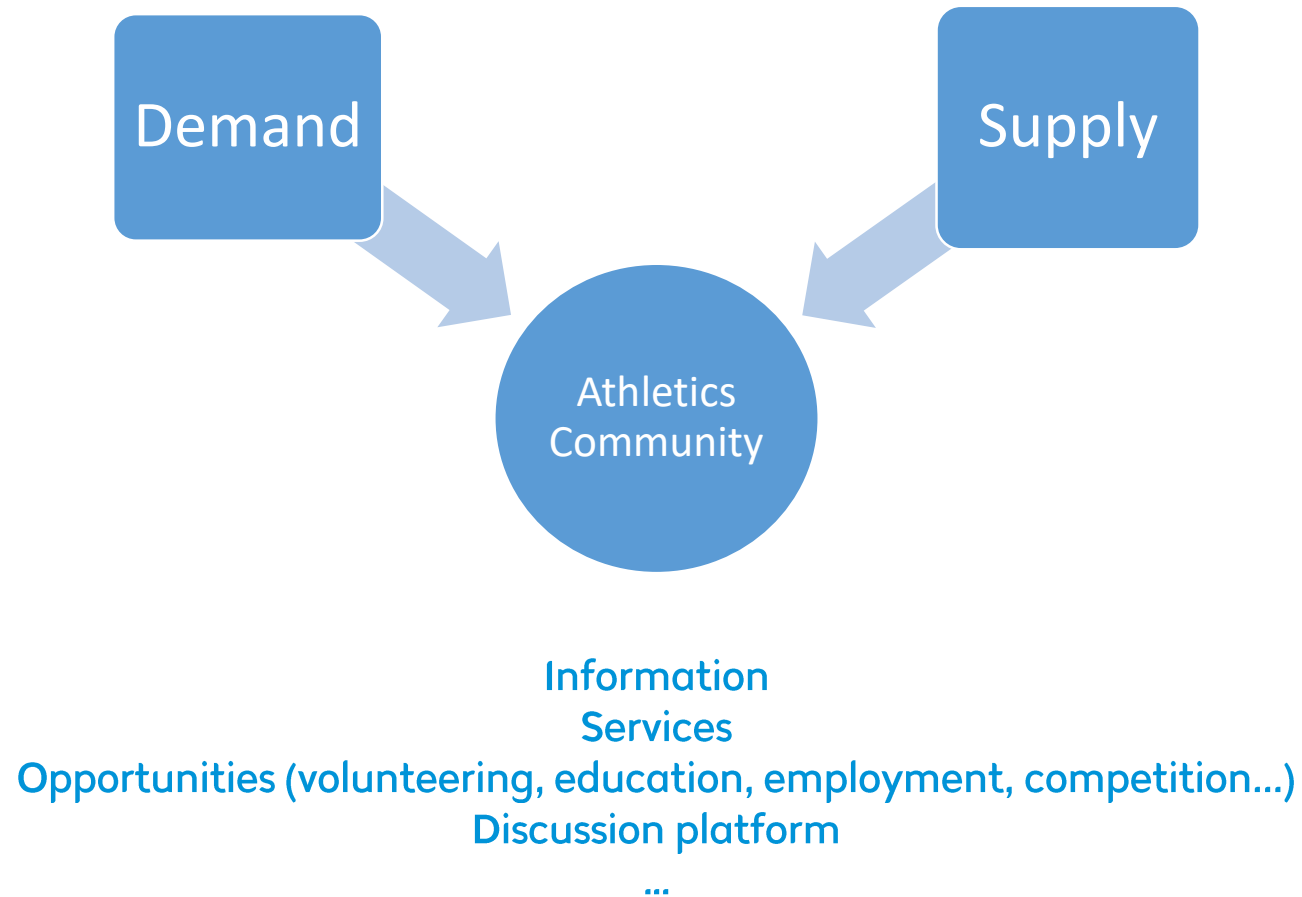 Demand
Supply
Athletics
Community
Information
Services
Opportunities (volunteering, education, employment, competition...)
Discussion platform
...